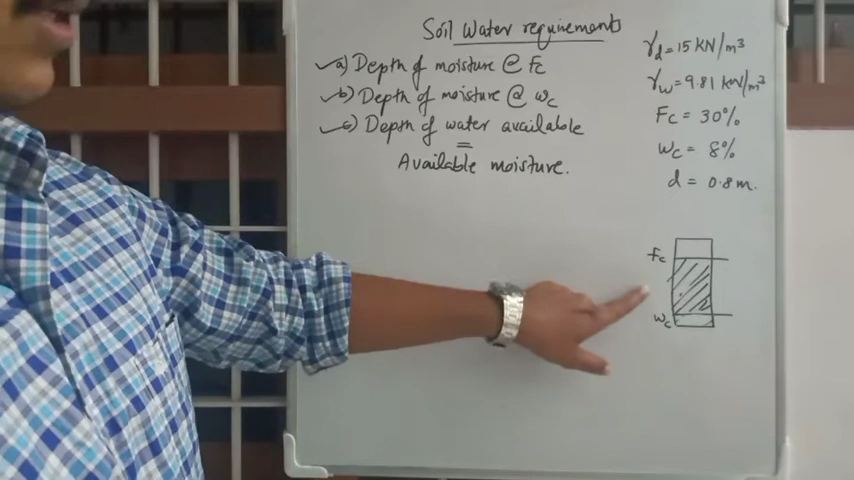 Soil Water requirements
a) Depth of moisture @ Fc
b) Depth of moisture @ wc
c) Depth of water available
=
Available moisture.
γd = 15 KN/m³
γw = 9.81 KN/m³
Fc = 30%
wc = 8%
d = 0.8m.
Fc
wc